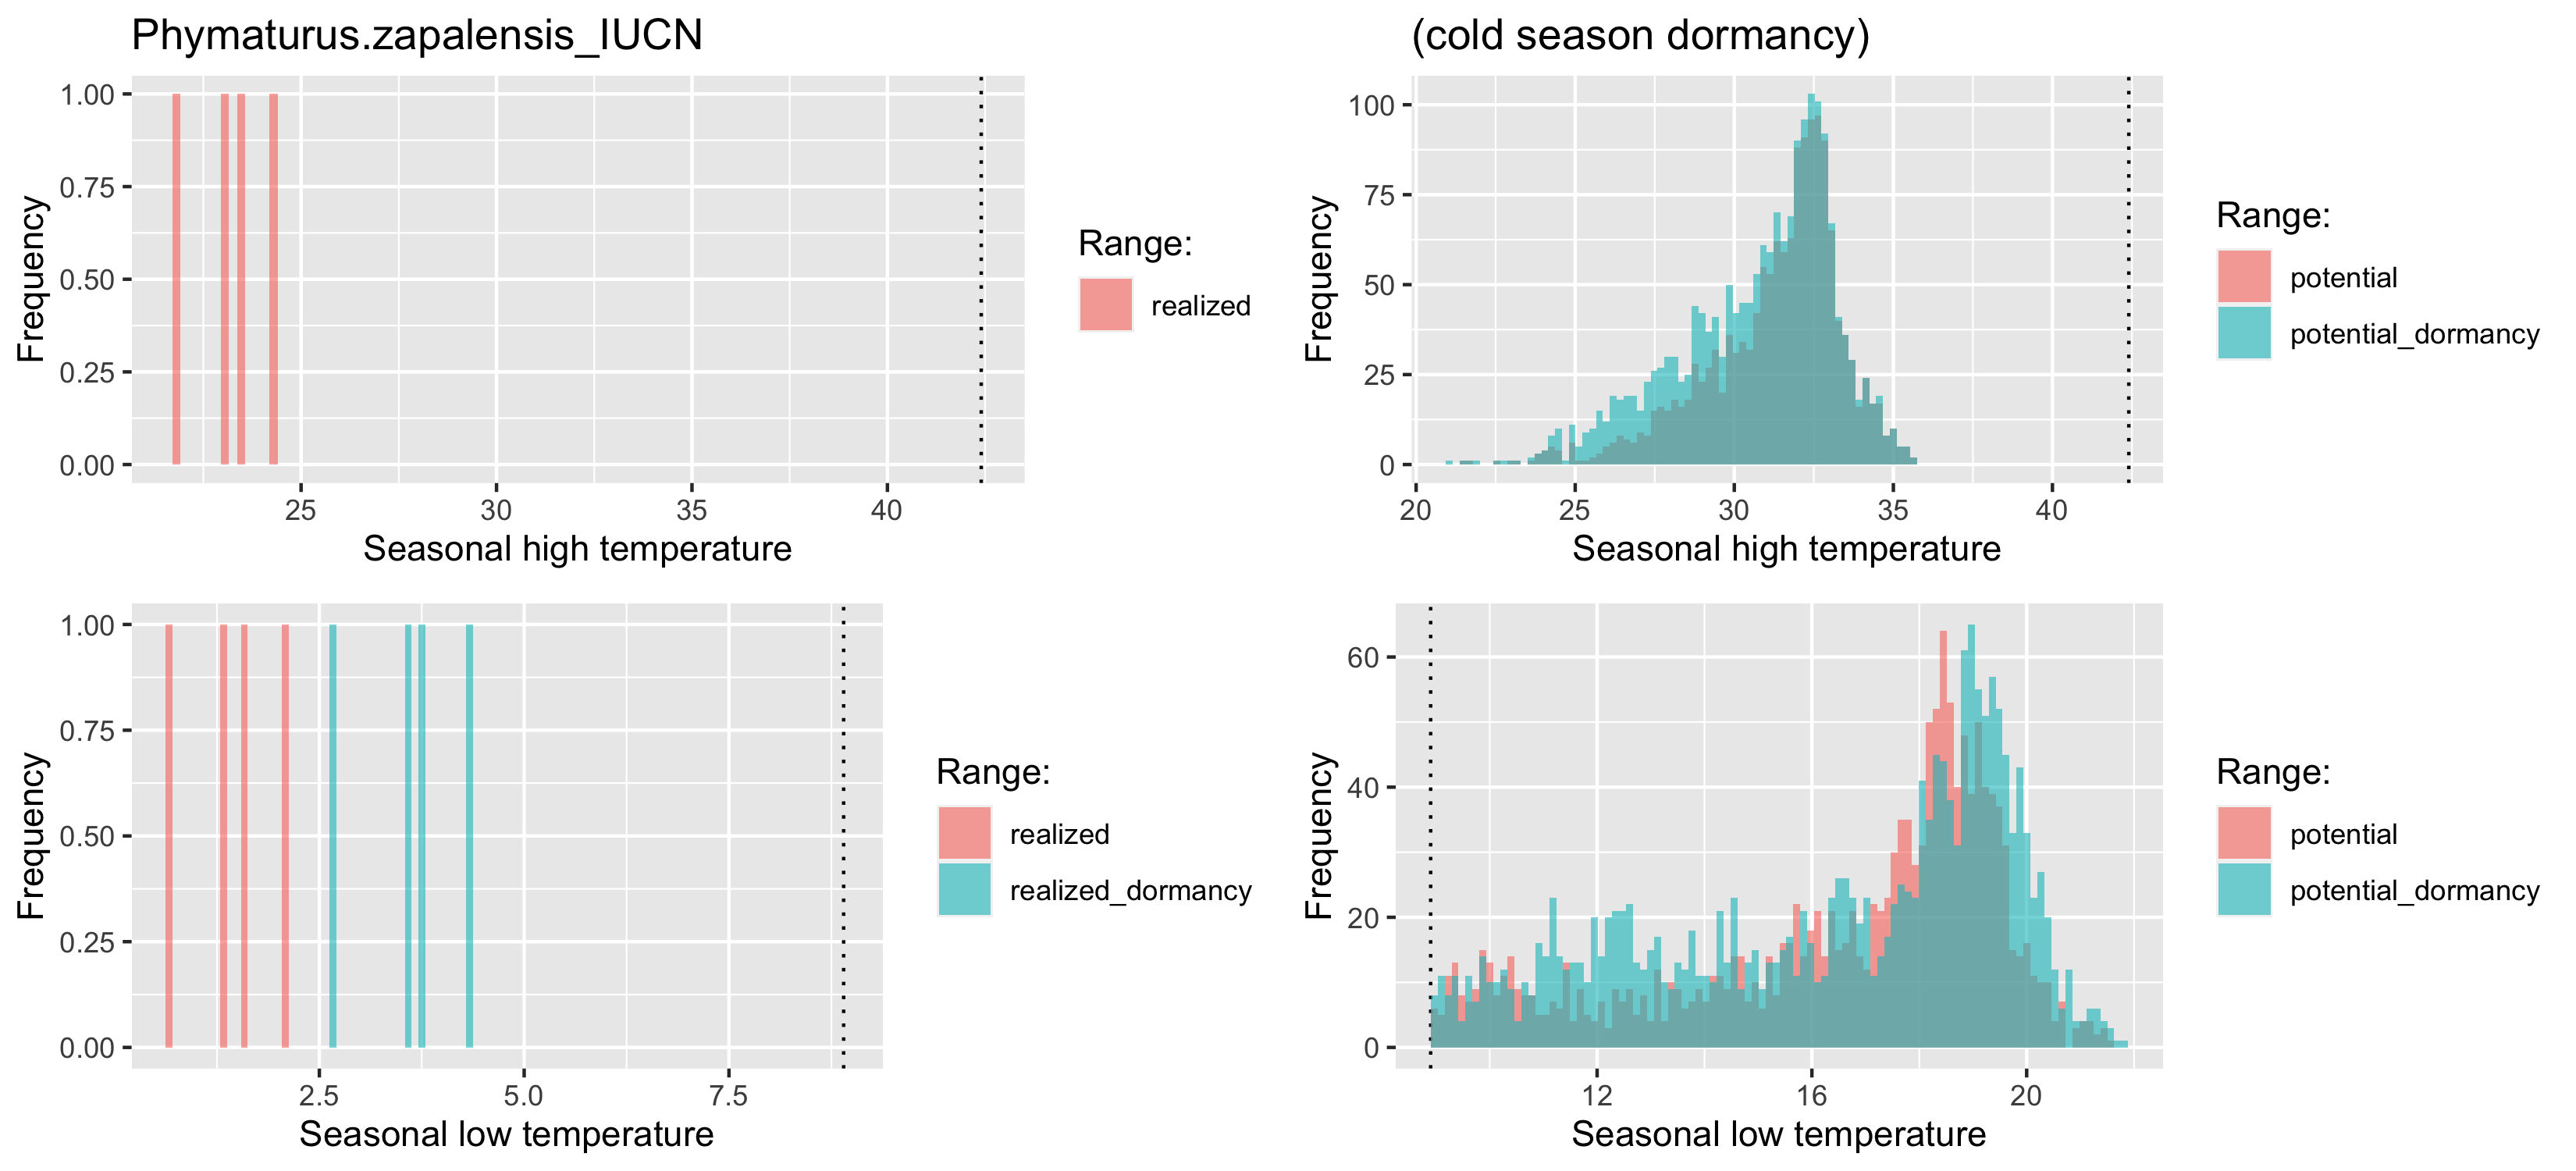 Phymaturus.zapalensis_IUCN
1.00
0.75
0.50
0.25
0.00
Frequency
25 30 35 40
Seasonal high temperature
Range:
realized
(cold season dormancy)
100
75
50
25
0
Frequency
20 25 30 35 40
Seasonal high temperature
Range:
potential
potential_dormancy
1.00
0.75
0.50
0.25
0.00
Frequency
2.5 5.0 7.5
Seasonal low temperature
Range:
realized
realized_dormancy
60
40
20
0
Frequency
12 16 20
Seasonal low temperature
Range:
potential
potential_dormancy